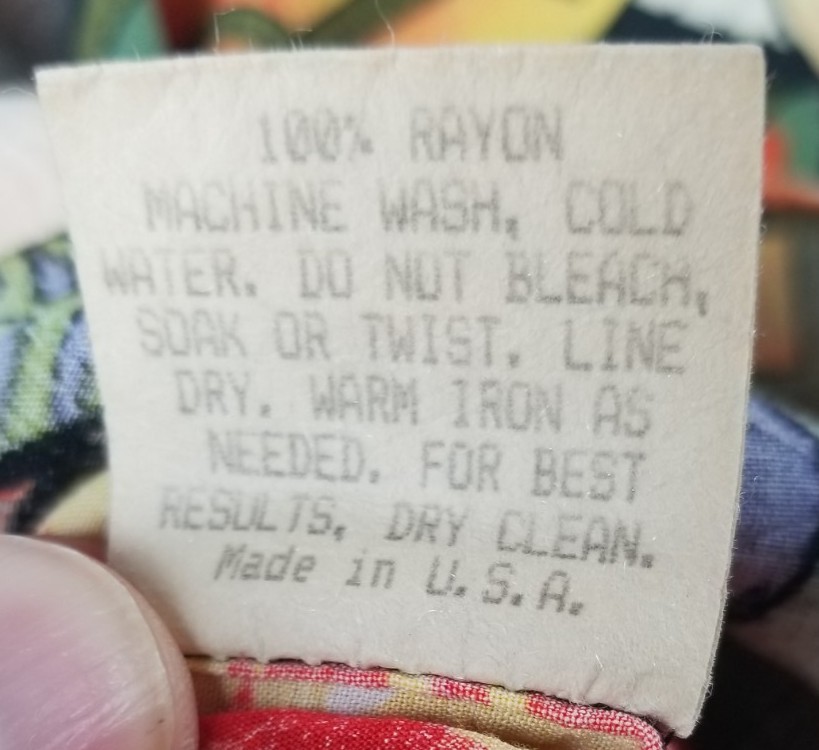 100% RAYON
MACHINE WASH, COLD
WATER. DO NOT BLEACH,
SOAK OR TWIST. LINE
DRY. WARM IRON AS
NEEDED. FOR BEST
RESULTS, DRY CLEAN.
Made in U.S.A.